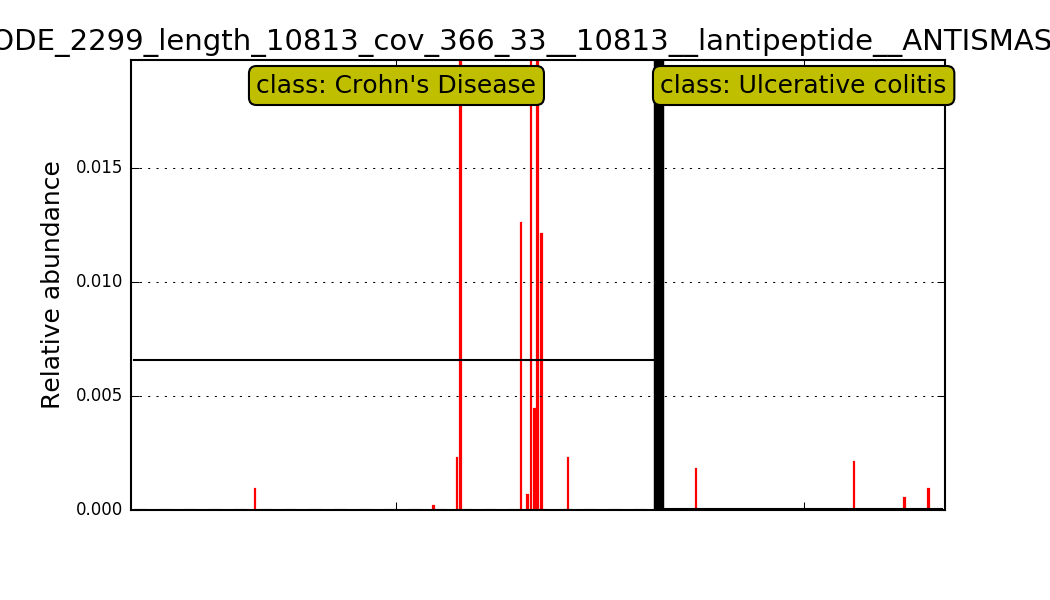 ODE_2299_length_10813_cov_366_33__10813__lantipeptide__ANTISMAS
class: Crohn's Disease
class: Ulcerative colitis
Relative abundance
0.015
0.010
0.005
0.000